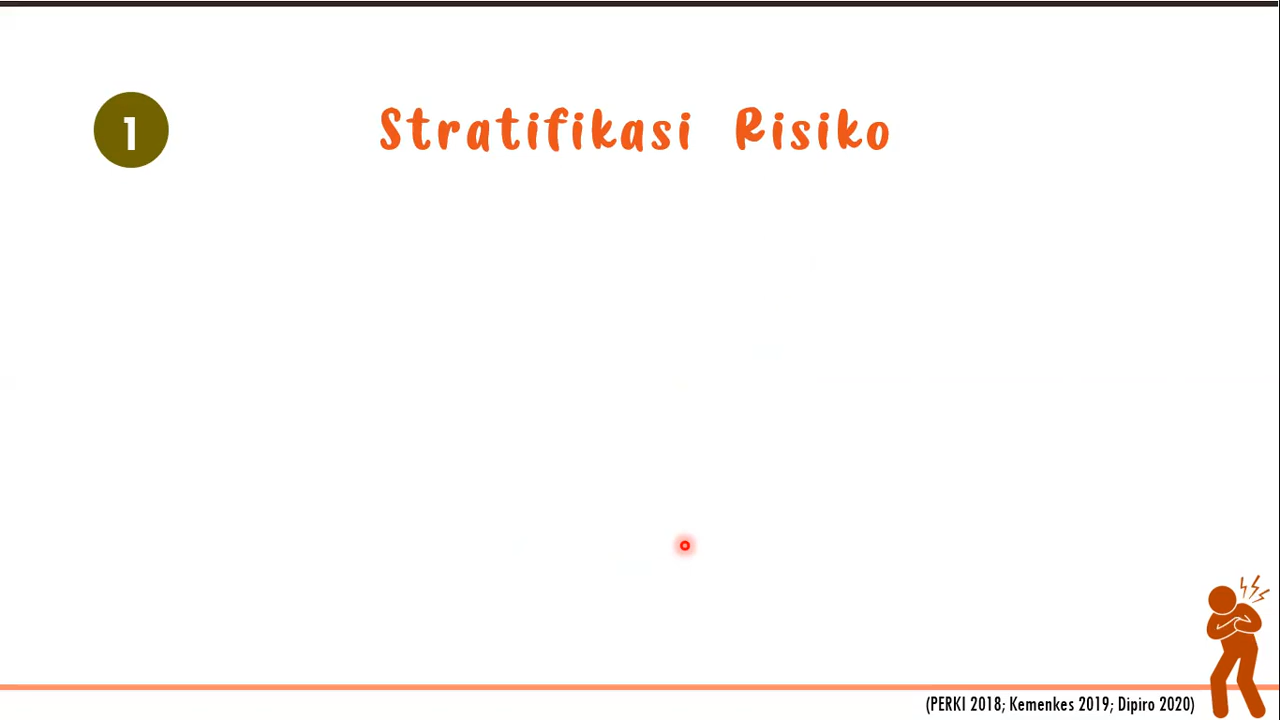 1
Stratifikasi Risiko
(PERKI 2018; Kemenkes 2019; Dipiro 2020)